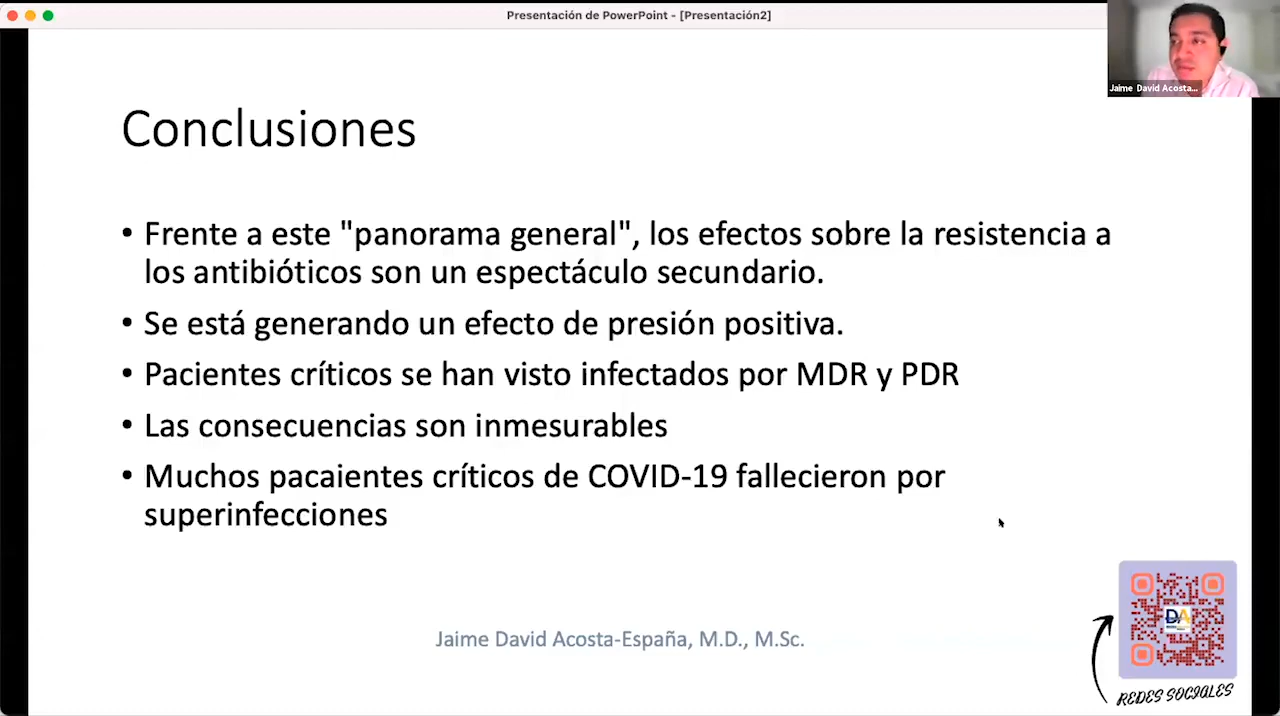 Presentación de PowerPoint - [Presentación2]
Jaime David Acosta...
Conclusiones
• Frente a este "panorama general", los efectos sobre la resistencia a
los antibióticos son un espectáculo secundario.
• Se está generando un efecto de presión positiva.
• Pacientes críticos se han visto infectados por MDR y PDR
• Las consecuencias son inmesurables
• Muchos pacaientes críticos de COVID-19 fallecieron por
superinfecciones
Jaime David Acosta-España, M.D., M.Sc.
DA
REDES SOCIALES